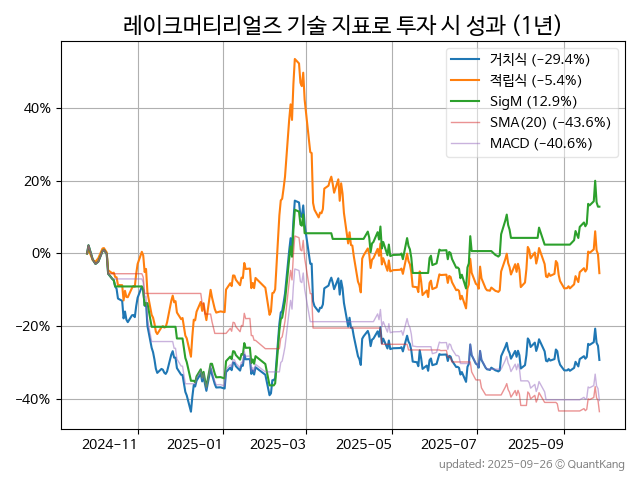 레이크머티리얼즈 기술 지표로 투자 시 성과 (1년)
거치식 (−29.4%)
적립식 (−5.4%)
SigM (12.9%)
SMA(20) (−43.6%)
MACD (−40.6%)
40%
20%
0%
−20%
−40%
2024-11 2025-01 2025-03 2025-05 2025-07 2025-09
updated: 2025-09-26 © QuantKang